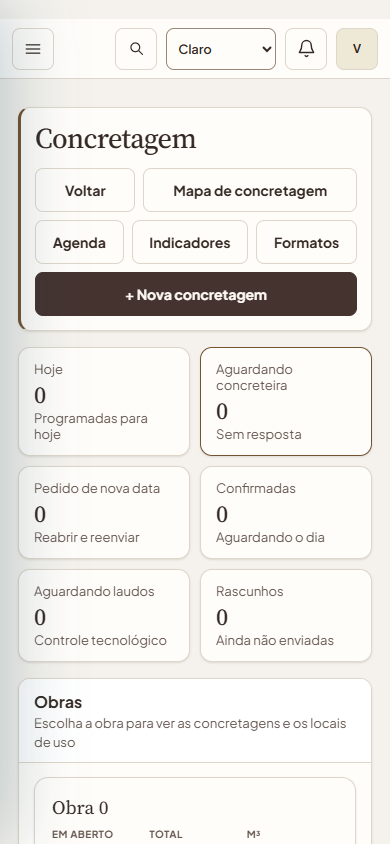 Claro
V
Concretagem
Voltar
Mapa de concretagem
Agenda
Indicadores
Formatos
+ Nova concretagem
Hoje
0
Programadas para
hoje
Aguardando
concreteira
0
Sem resposta
Pedido de nova data
0
Reabrir e reenviar
Confirmadas
0
Aguardando o dia
Aguardando laudos
0
Controle tecnológico
Rascunhos
0
Ainda não enviadas
Obras
Escolha a obra para ver as concretagens e os locais
de uso
Obra 0
EM ABERTO TOTAL M³